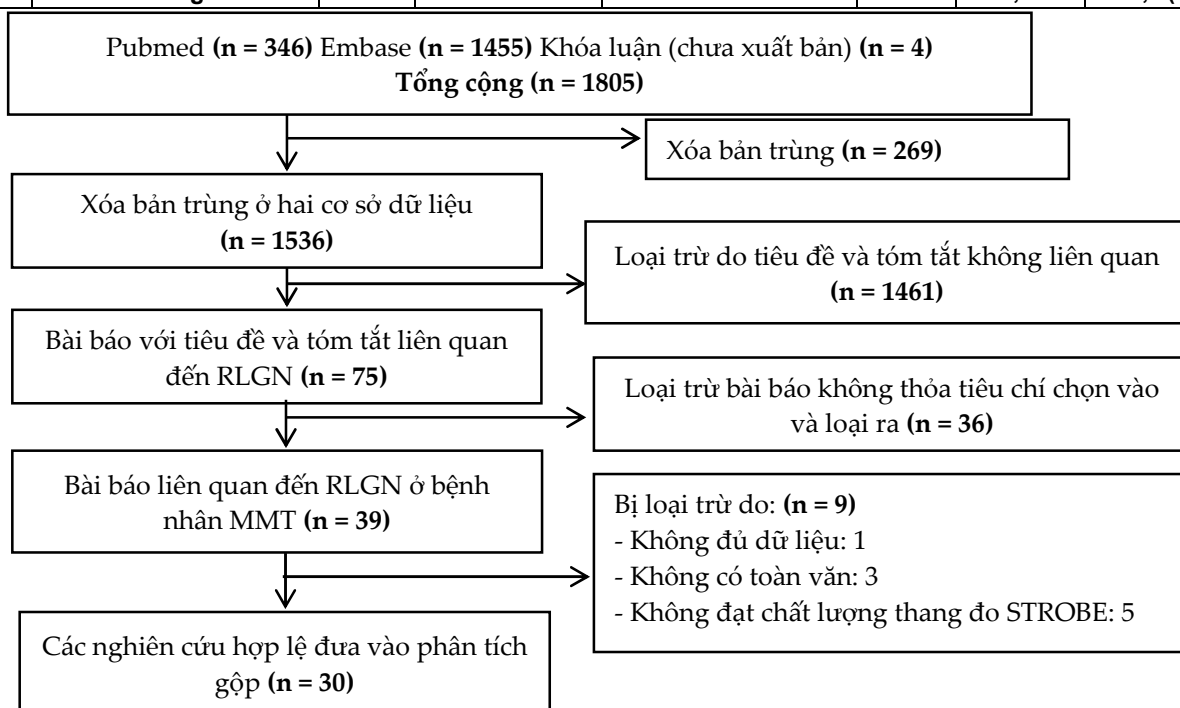 Pubmed (n = 346) Embase (n = 1455) Khóa luận (chưa xuất bản) (n = 4)
Tổng cộng (n = 1805)
Xóa bản trùng (n = 269)
Xóa bản trùng ở hai cơ sở dữ liệu
(n = 1536)
Loại trừ do tiêu đề và tóm tắt không liên quan
(n = 1461)
Bài báo với tiêu đề và tóm tắt liên quan
đến RLGN (n = 75)
Loại trừ bài báo không thỏa tiêu chí chọn vào
và loại ra (n = 36)
Bài báo liên quan đến RLGN ở bệnh
nhân MMT (n = 39)
Bị loại trừ do: (n = 9)
- Không đủ dữ liệu: 1
- Không có toàn văn: 3
- Không đạt chất lượng thang đo STROBE: 5
Các nghiên cứu hợp lệ đưa vào phân tích
gộp (n = 30)